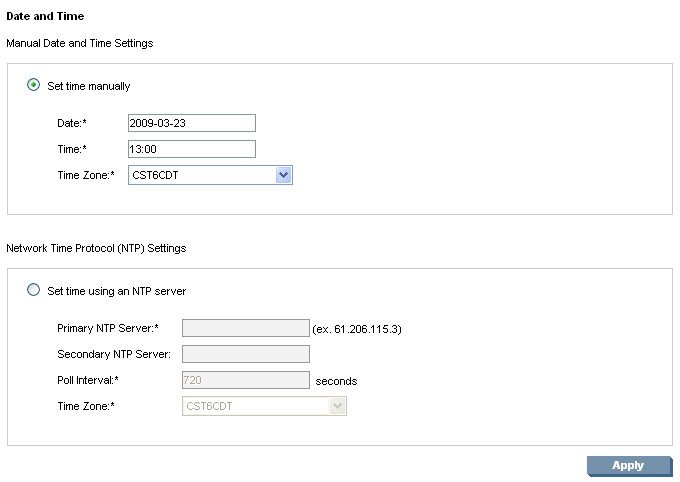 Date and Time
Manual Date and Time Settings
Set time manually
Date:* 2009-03-23
Time:* 13:00
Time Zone:* CST6CDT
Network Time Protocol (NTP) Settings
Set time using an NTP server
Primary NTP Server:* (ex. 61.206.115.3)
Secondary NTP Server:
Poll Interval:* 720 seconds
Time Zone:* CST6CDT
Apply